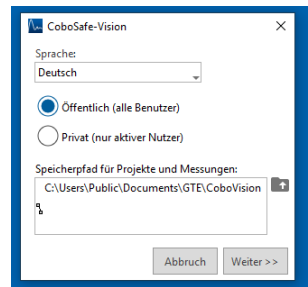 CoboSafe-Vision
Sprache:
Deutsch
Öffentlich (alle Benutzer)
Privat (nur aktiver Nutzer)
Speicherpfad für Projekte und Messungen:
C:\Users\Public\Documents\GTE\CoboVision
Abbruch Weiter >>